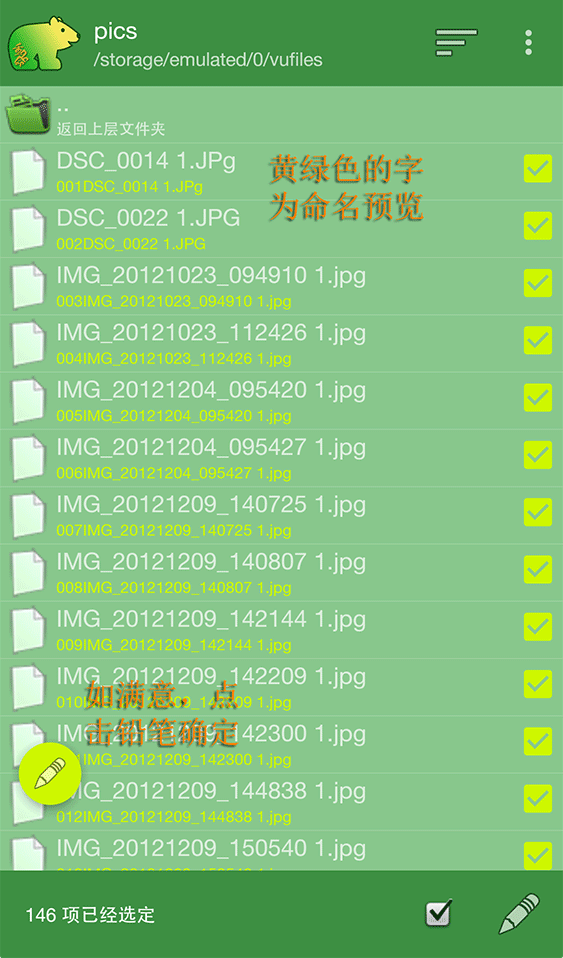 pics
/storage/emulated/0/vufiles
..
返回上层文件夹
DSC_0014 1.JPg
001DSC_0014 1.JPg
黄绿色的字
为命名预览
DSC_0022 1.JPG
002DSC_0022 1.JPG
IMG_20121023_094910 1.jpg
003IMG_20121023_094910 1.jpg
IMG_20121023_112426 1.jpg
004IMG_20121023_112426 1.jpg
IMG_20121204_095420 1.jpg
005IMG_20121204_095420 1.jpg
IMG_20121204_095427 1.jpg
006IMG_20121204_095427 1.jpg
IMG_20121209_140725 1.jpg
007IMG_20121209_140725 1.jpg
IMG_20121209_140807 1.jpg
008IMG_20121209_140807 1.jpg
IMG_20121209_142144 1.jpg
009IMG_20121209_142144 1.jpg
IMG_20121209_142209 1.jpg
010IMG_20121209_142209 1.jpg
如满意，点
击铅笔确定
IMG_20121209_142300 1.jpg
011IMG_20121209_142300 1.jpg
IMG_20121209_144838 1.jpg
012IMG_20121209_144838 1.jpg
IMG_20121209_150540 1.jpg
146 项已经选定